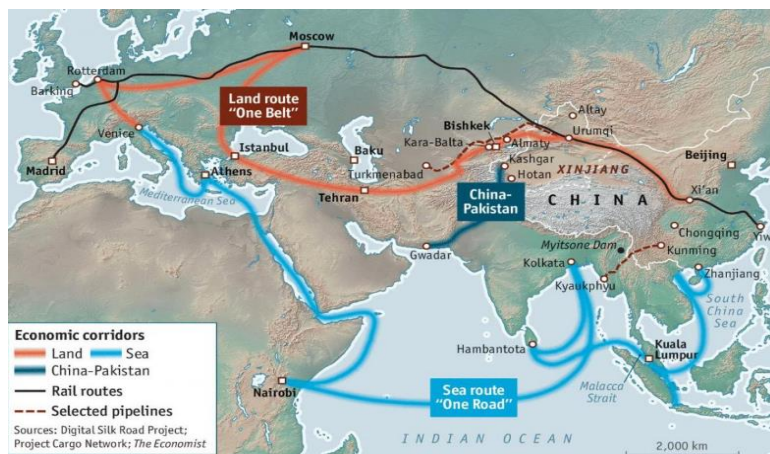 Moscow
Rotterdam
Barking
Land route
"One Belt"
Altay
Venice
Bishkek
Urumqi
Istanbul
Baku
Kara-Balta
Almaty
Beijing
Madrid
Kashgar
Athens
Turkmenabad
Hotan
XINJIANG
Mediterranean Sea
Tehran
Xi'an
China-
Pakistan
CHINA
Chongqing
Yiw
Gwadar
Myitsone Dam
Kunming
Kolkata
Zhanjiang
Kyaukphyu
South
China
Sea
Economic corridors
Land Sea
China-Pakistan
Rail routes
Selected pipelines
Sources: Digital Silk Road Project;
Project Cargo Network; The Economist
Hambantota
Kuala
Lumpur
Nairobi
Sea route
"One Road"
Malacca
Strait
INDIAN OCEAN
2,000 km